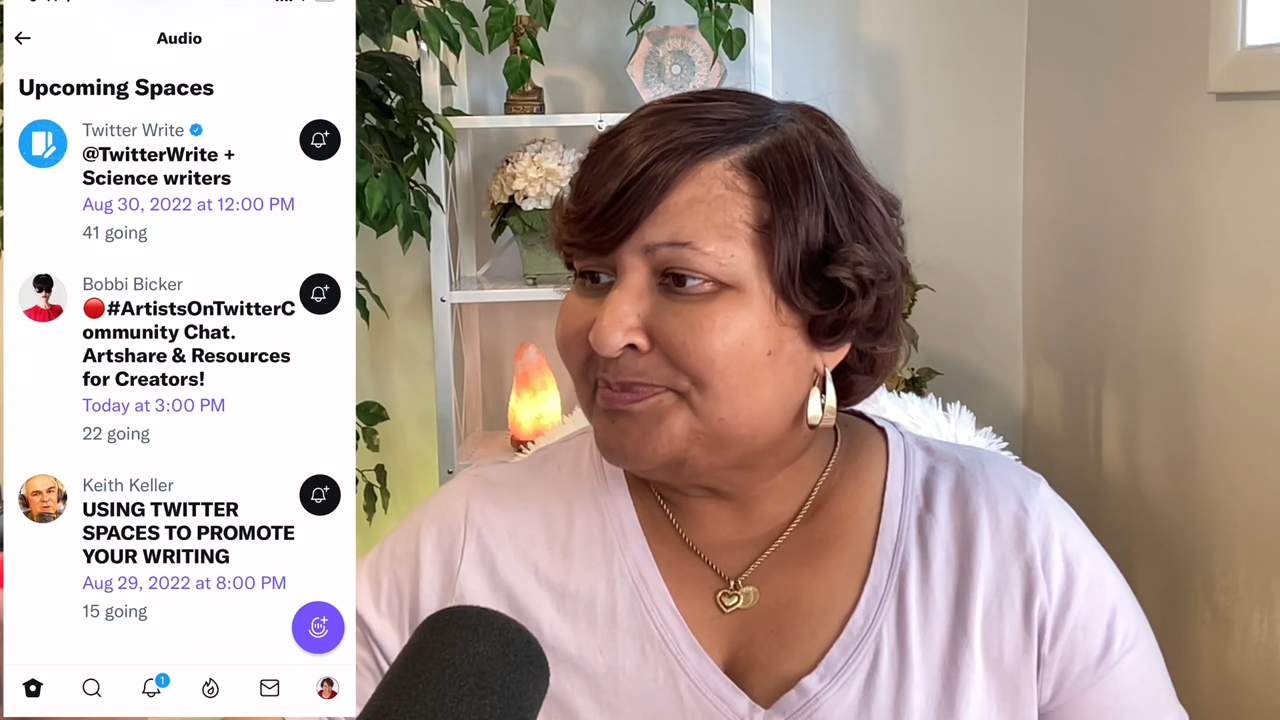 Audio
Upcoming Spaces
Twitter Write
@TwitterWrite +
Science writers
Aug 30, 2022 at 12:00 PM
41 going
Bobbi Bicker
🔴#ArtistsOnTwitterC
ommunity Chat.
Artshare & Resources
for Creators!
Today at 3:00 PM
22 going
Keith Keller
USING TWITTER
SPACES TO PROMOTE
YOUR WRITING
Aug 29, 2022 at 8:00 PM
15 going
1